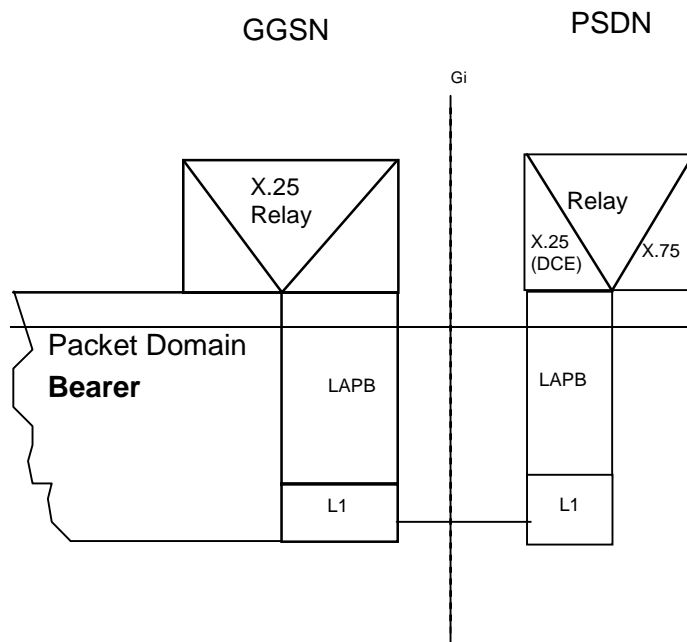 GGSN
PSDN
Gi
X.25
Relay
Relay
X.25
(DCE)
X.75
Packet Domain
Bearer
LAPB
LAPB
L1
L1